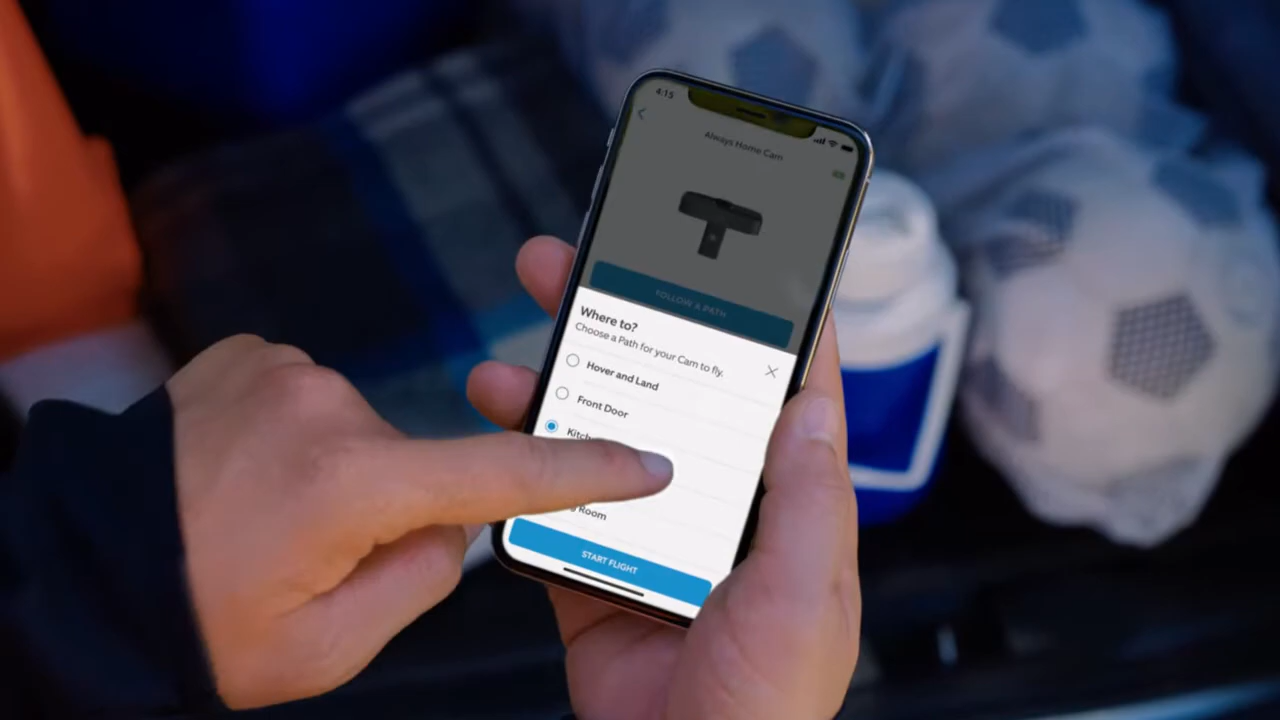 4:15
Always Home Cam
FOLLOW A PATH
Where to?
Choose a Path for your Cam to fly.
Hover and Land
Front Door
Room
START FLIGHT